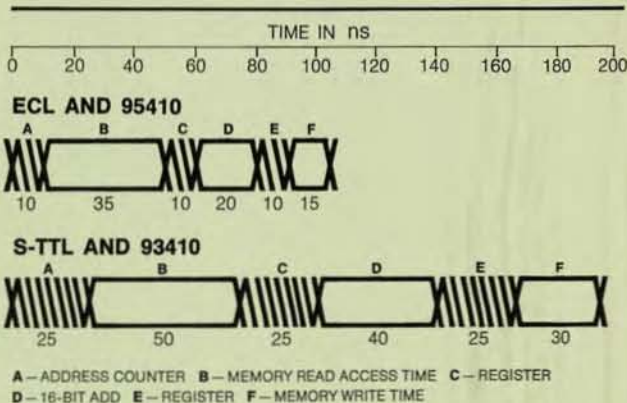 TIME IN ns
0 20 40 60 80 100 120 140 160 180 200
ECL AND 95410
A B C D E F
10 35 10 20 10 15
S-TTL AND 93410
A B C D E F
25 50 25 40 25 30
A – ADDRESS COUNTER B – MEMORY READ ACCESS TIME C – REGISTER
D – 16-BIT ADD E – REGISTER F – MEMORY WRITE TIME